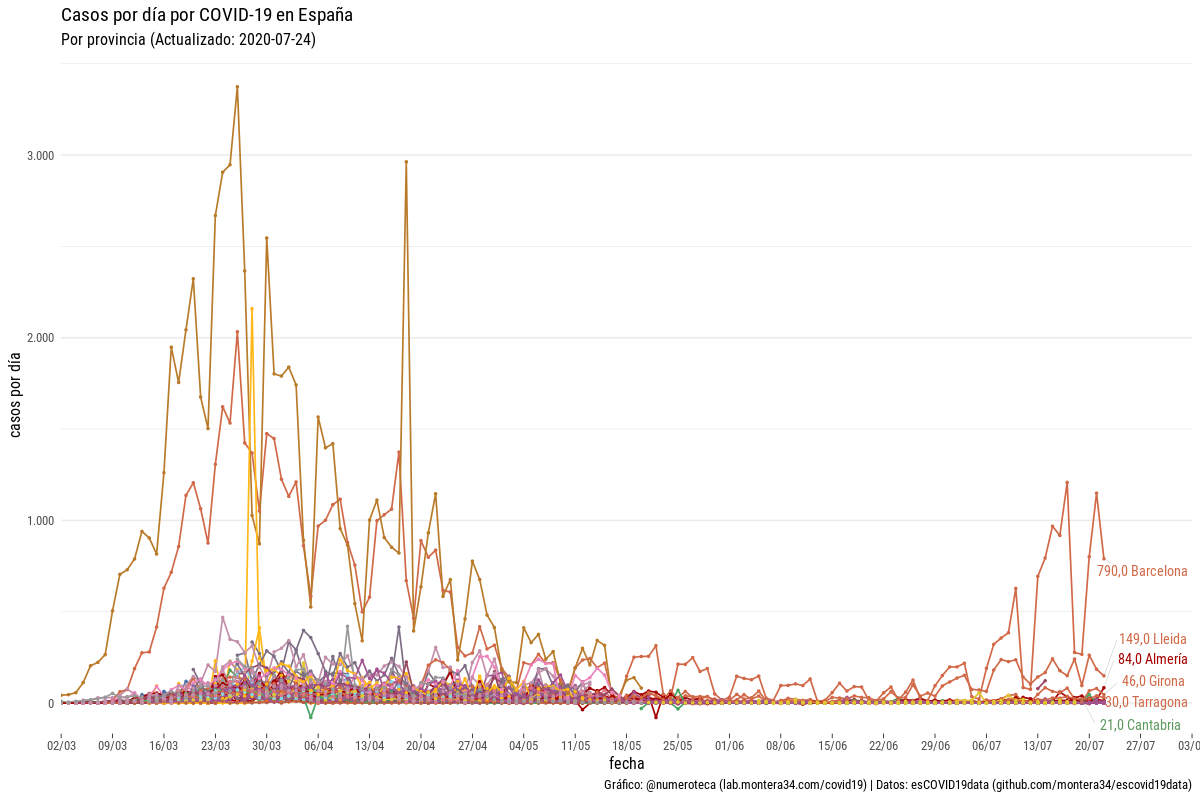 Casos por día por COVID-19 en España
Por provincia (Actualizado: 2020-07-24)
casos por día
3.000
2.000
1.000
0
790,0 Barcelona
149,0 Lleida
84,0 Almería
46,0 Girona
30,0 Tarragona
21,0 Cantabria
02/03 09/03 16/03 23/03 30/03 06/04 13/04 20/04 27/04 04/05 11/05 18/05 25/05 01/06 08/06 15/06 22/06 29/06 06/07 13/07 20/07 27/07 03/0
fecha
Gráfico: @numeroteca (lab.montera34.com/covid19) | Datos: esCOVID19data (github.com/montera34/escovid19data)